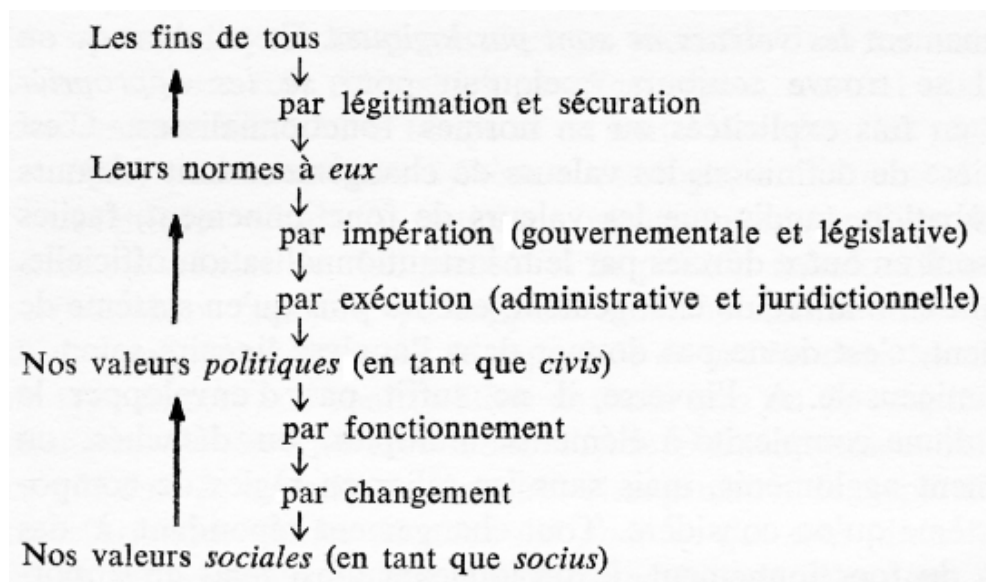 Les fins de tous
par légitimation et sécuration
Leurs normes à eux
par impération (gouvernementale et législative)
par exécution (administrative et juridictionnelle)
Nos valeurs politiques (en tant que civis)
par fonctionnement
par changement
Nos valeurs sociales (en tant que socius)